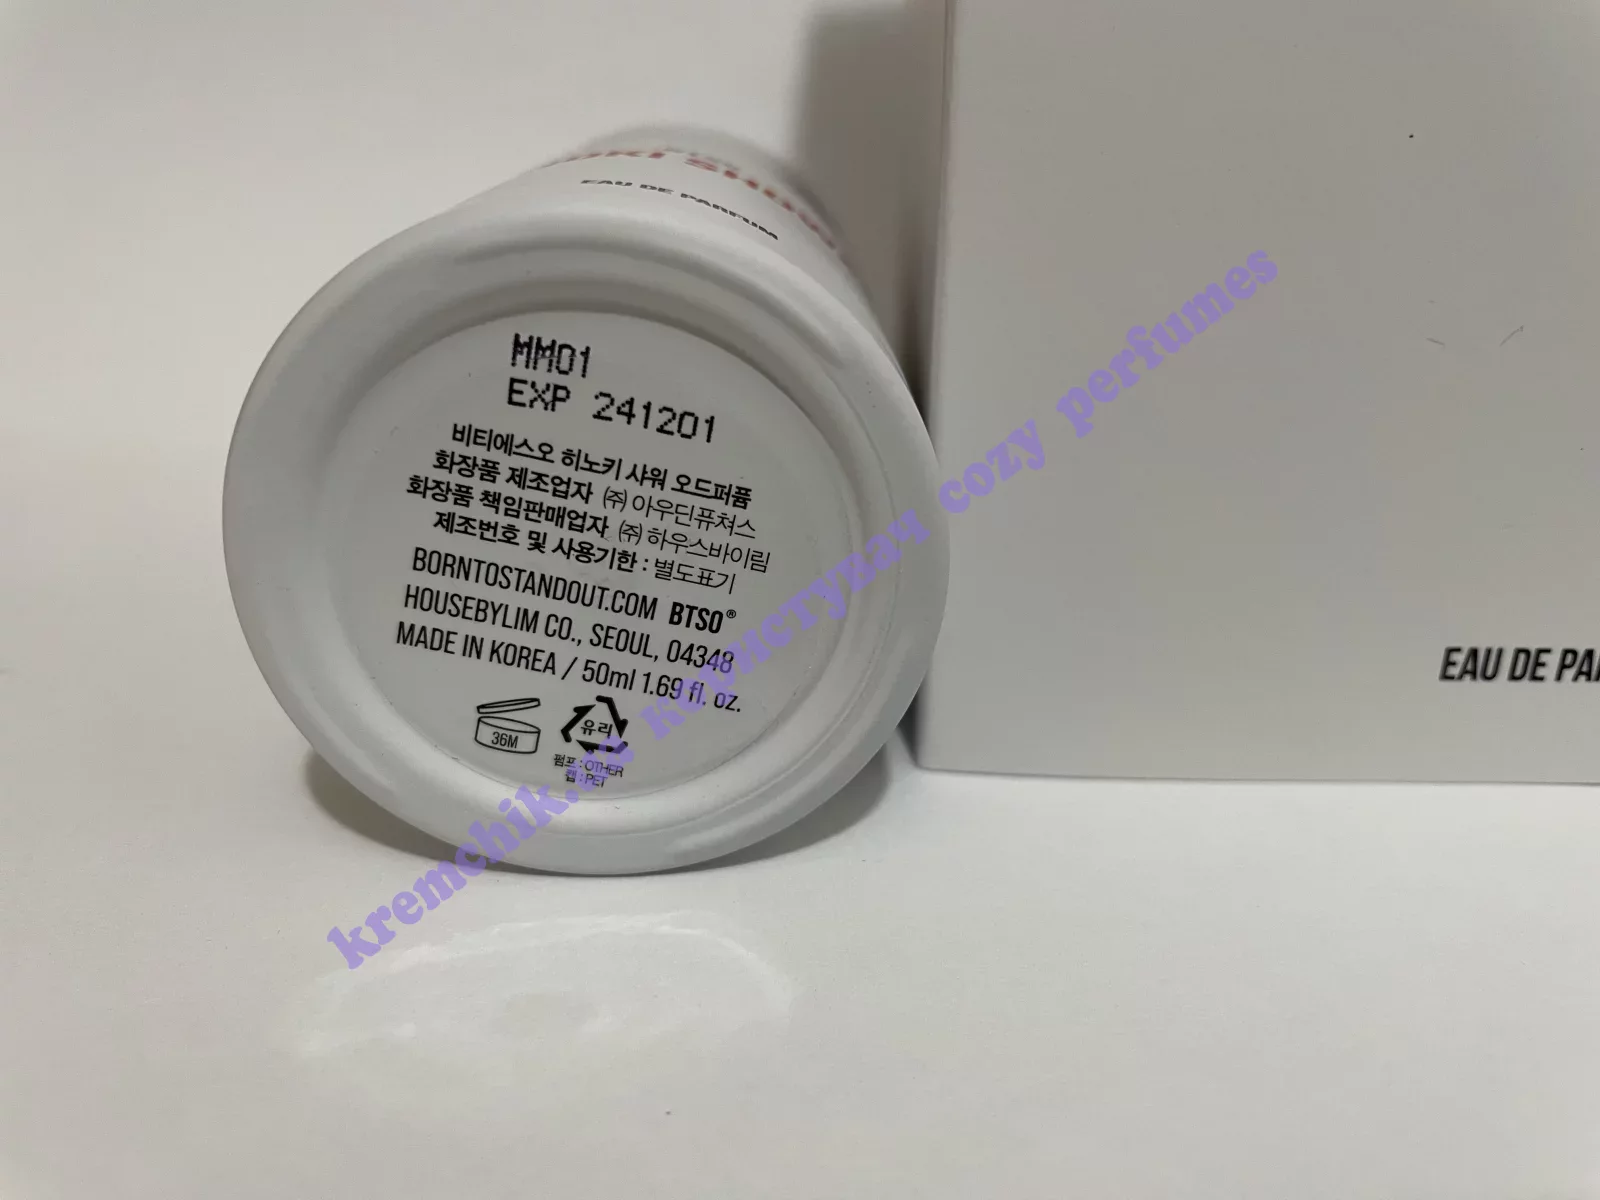 EAU DE PARFUM
MM01
EXP 241201
비티에스오 히노키 샤워 오드퍼퓸
화장품 제조업자 ㈜아우딘퓨쳐스
화장품 책임판매업자 ㈜하우스바이림
제조번호 및 사용기한 : 별도표기
BORNTOSTANDOUT.COM BTSO®
HOUSEBYLIM CO., SEOUL, 04348
MADE IN KOREA / 50ml 1.69 fl. oz.
36M
유리
펌프 : OTHER
캡 : PET
EAU DE PA
користувач cozy perfumes